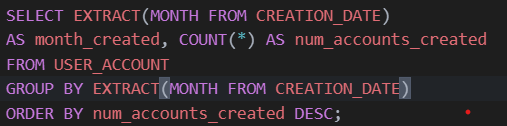 SELECT EXTRACT(MONTH FROM CREATION_DATE)
AS month_created, COUNT(*) AS num_accounts_created
FROM USER_ACCOUNT
GROUP BY EXTRACT(MONTH FROM CREATION_DATE)
ORDER BY num_accounts_created DESC;